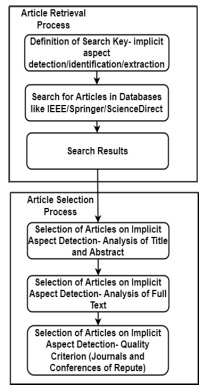 Article Retrieval
Process
Definition of Search Key- implicit
aspect
detection/identification/extraction
Search for Articles in Databases
like IEEE/Springer/ScienceDirect
Search Results
Article Selection
Process
Selection of Articles on Implicit
Aspect Detection- Analysis of Title
and Abstract
Selection of Articles on Implicit
Aspect Detection- Analysis of Full
Text
Selection of Articles on Implicit
Aspect Detection- Quality
Criterion (Journals and
Conferences of Repute)